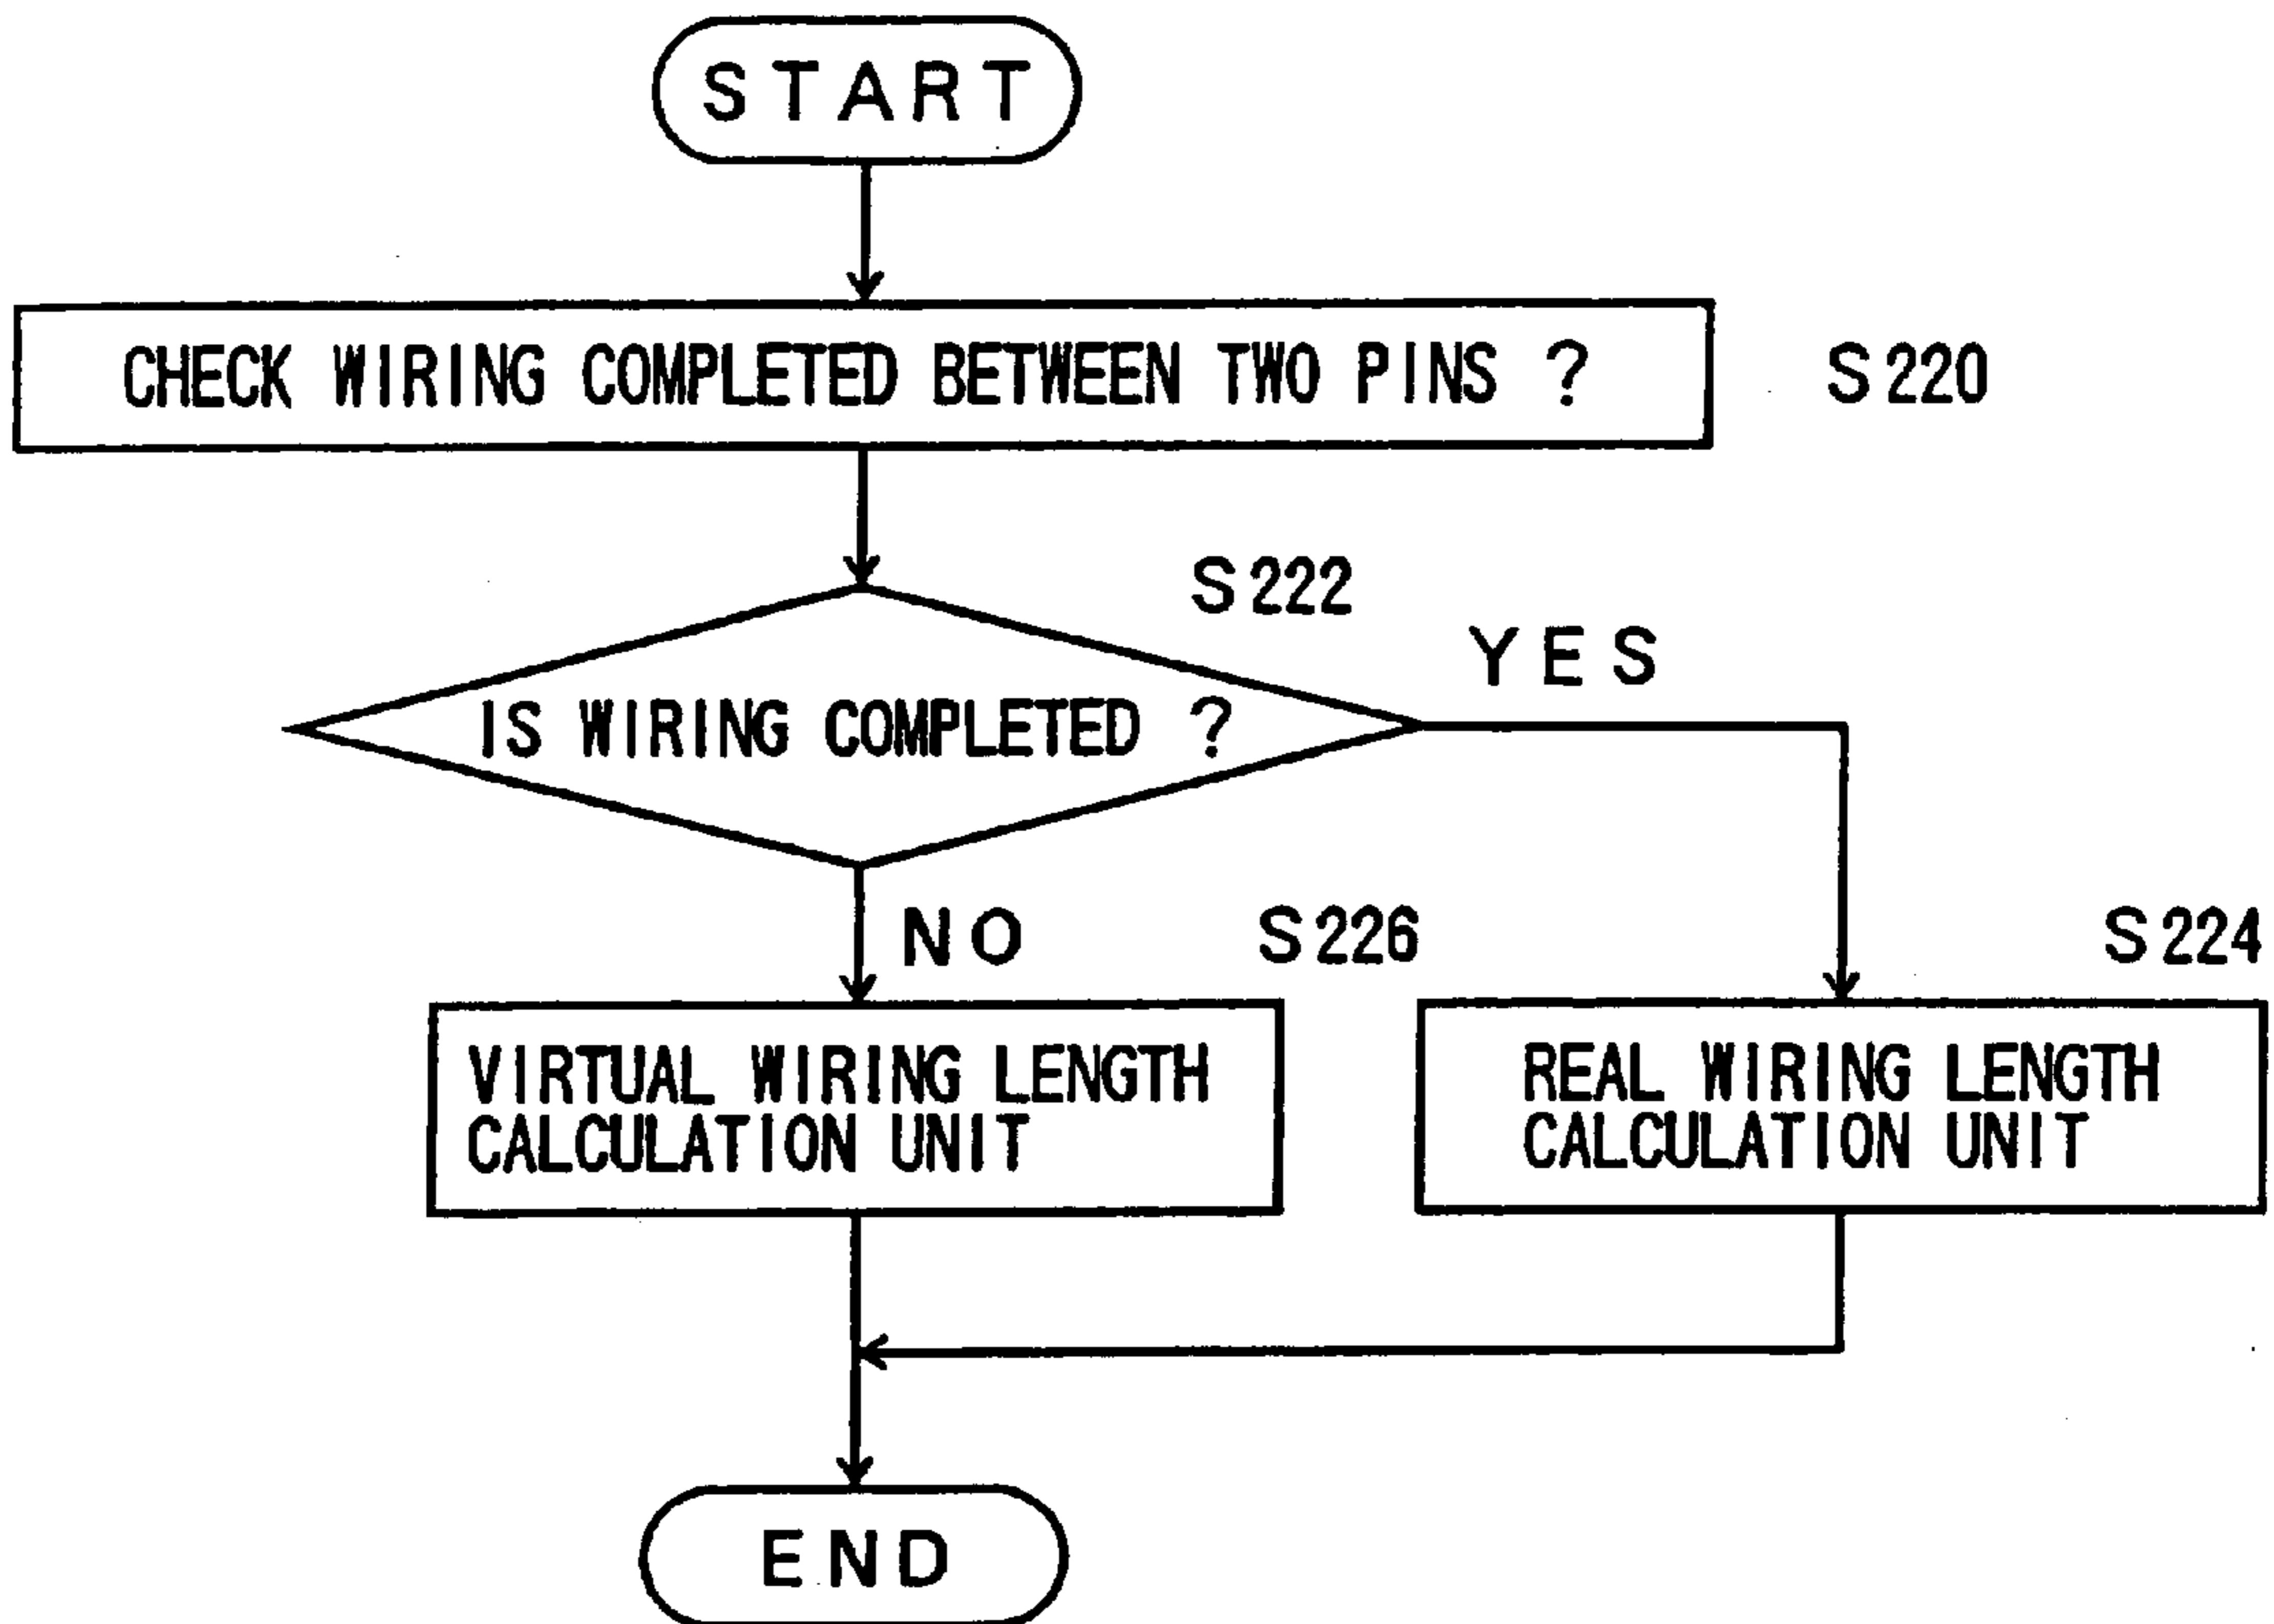 START
CHECK WIRING COMPLETED BETWEEN TWO PINS ?
S220
S222
YES
IS WIRING COMPLETED ?
NO
S226
S224
VIRTUAL WIRING LENGTH
CALCULATION UNIT
REAL WIRING LENGTH
CALCULATION UNIT
END